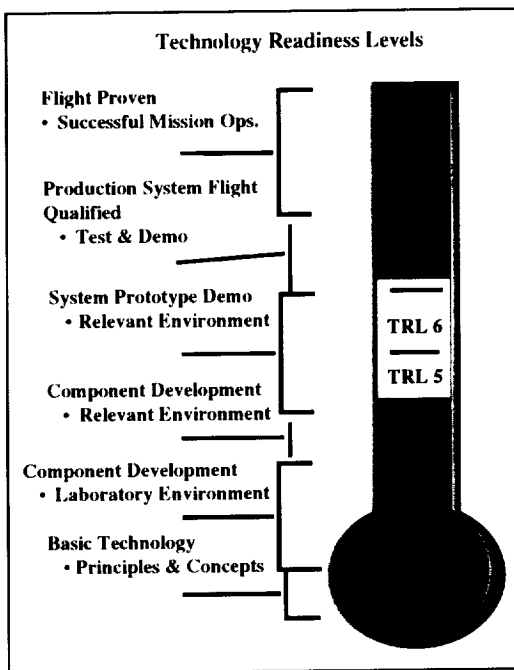 Technology Readiness Levels
Flight Proven
• Successful Mission Ops.
Production System Flight
Qualified
• Test & Demo
System Prototype Demo
• Relevant Environment
Component Development
• Relevant Environment
Component Development
• Laboratory Environment
Basic Technology
• Principles & Concepts
TRL 6
TRL 5